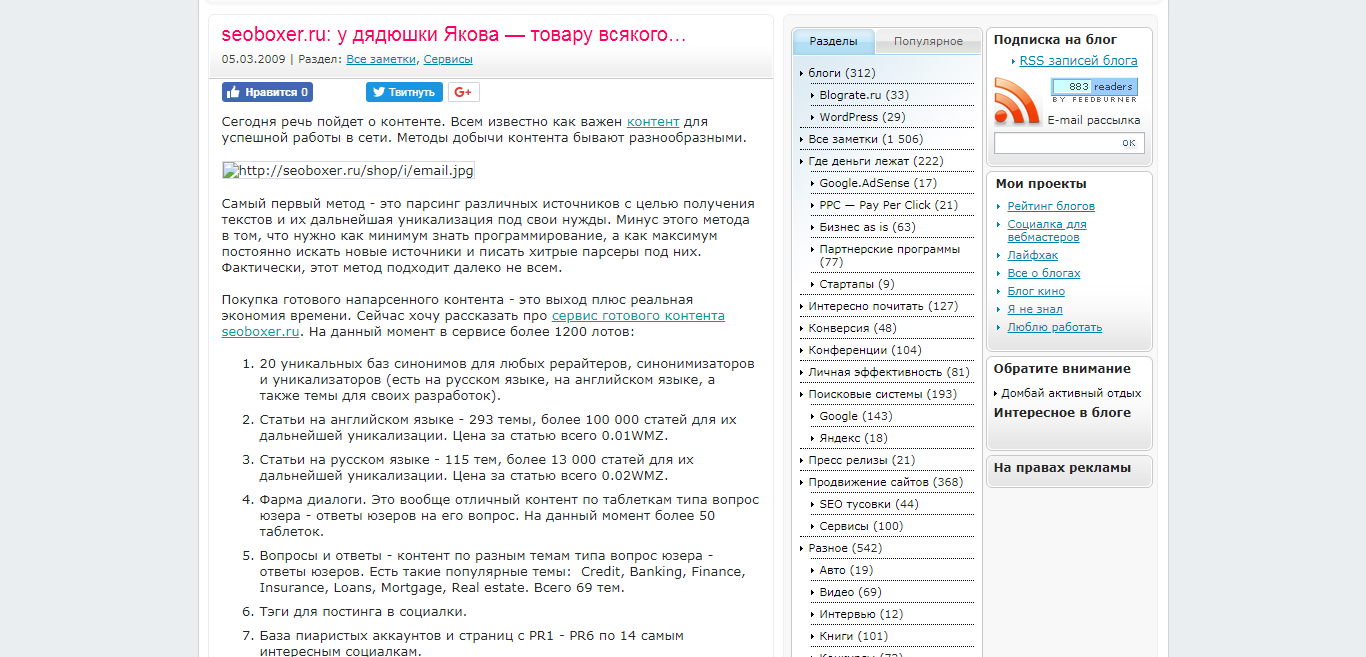 seoboxer.ru: у дядюшки Якова — товару всякого…
05.03.2009 | Раздел: Все заметки, Сервисы
Нравится 0
Твитнуть
G+
Сегодня речь пойдет о контенте. Всем известно как важен контент для
успешной работы в сети. Методы добычи контента бывают разнообразными.
http://seoboxer.ru/shop/i/email.jpg
Самый первый метод - это парсинг различных источников с целью получения
текстов и их дальнейшая уникализация под свои нужды. Минус этого метода
в том, что нужно как минимум знать программирование, а как максимум
постоянно искать новые источники и писать хитрые парсеры под них.
Фактически, этот метод подходит далеко не всем.
Покупка готового напарсенного контента - это выход плюс реальная
экономия времени. Сейчас хочу рассказать про сервис готового контента
seoboxer.ru. На данный момент в сервисе более 1200 лотов:
1. 20 уникальных баз синонимов для любых рерайтеров, синонимизаторов
и уникализаторов (есть на русском языке, на английском языке, а
также темы для своих разработок).
2. Статьи на английском языке - 293 темы, более 100 000 статей для их
дальнейшей уникализации. Цена за статью всего 0.01WMZ.
3. Статьи на русском языке - 115 тем, более 13 000 статей для их
дальнейшей уникализации. Цена за статью всего 0.02WMZ.
4. Фарма диалоги. Это вообще отличный контент по таблеткам типа вопрос
юзера - ответы юзеров на его вопрос. На данный момент более 50
таблеток.
5. Вопросы и ответы - контент по разным темам типа вопрос юзера -
ответы юзеров. Есть такие популярные темы: Credit, Banking, Finance,
Insurance, Loans, Mortgage, Real estate. Всего 69 тем.
6. Тэги для постинга в социалки.
7. База пиаристых аккаунтов и страниц с PR1 - PR6 по 14 самым
интересным социалкам.
Разделы
Популярное
блоги (312)
Blograte.ru (33)
WordPress (29)
Все заметки (1 506)
Где деньги лежат (222)
Google.AdSense (17)
PPC — Pay Per Click (21)
Бизнес as is (63)
Партнерские программы
(77)
Стартапы (9)
Интересно почитать (127)
Конверсия (48)
Конференции (104)
Личная эффективность (81)
Поисковые системы (193)
Google (143)
Яндекс (18)
Пресс релизы (21)
Продвижение сайтов (368)
SEO тусовки (44)
Сервисы (100)
Разное (542)
Авто (19)
Видео (69)
Интервью (12)
Книги (101)
Подписка на блог
RSS записей блога
883 readers
BY FEEDBURNER
E-mail рассылка
ОК
Мои проекты
Рейтинг блогов
Социалка для
вебмастеров
Лайфхак
Все о блогах
Блог кино
Я не знал
Люблю работать
Обратите внимание
Домбай активный отдых
Интересное в блоге
На правах рекламы